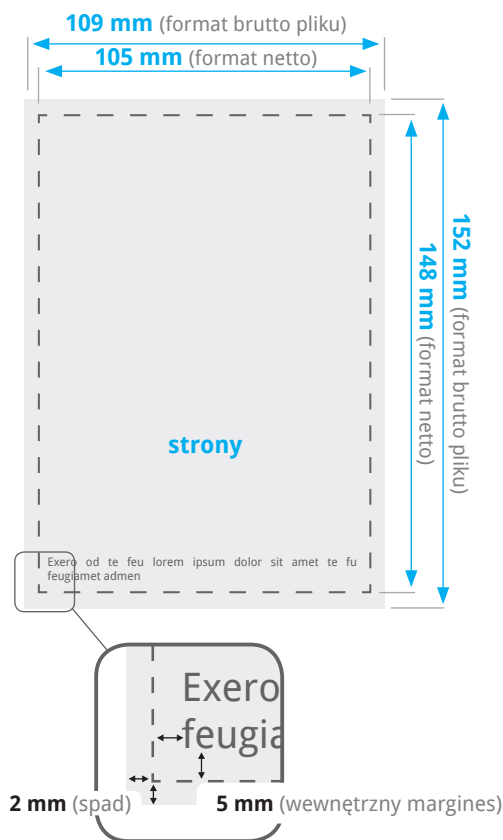 109 mm (format brutto pliku)
105 mm (format netto)
152 mm (format brutto pliku)
148 mm (format netto)
strony
Exero od te feu lorem ipsum dolor sit amet te fu
feugiamet admen
Exero
feugia
2 mm (spad)
5 mm (wewnętrzny margines)